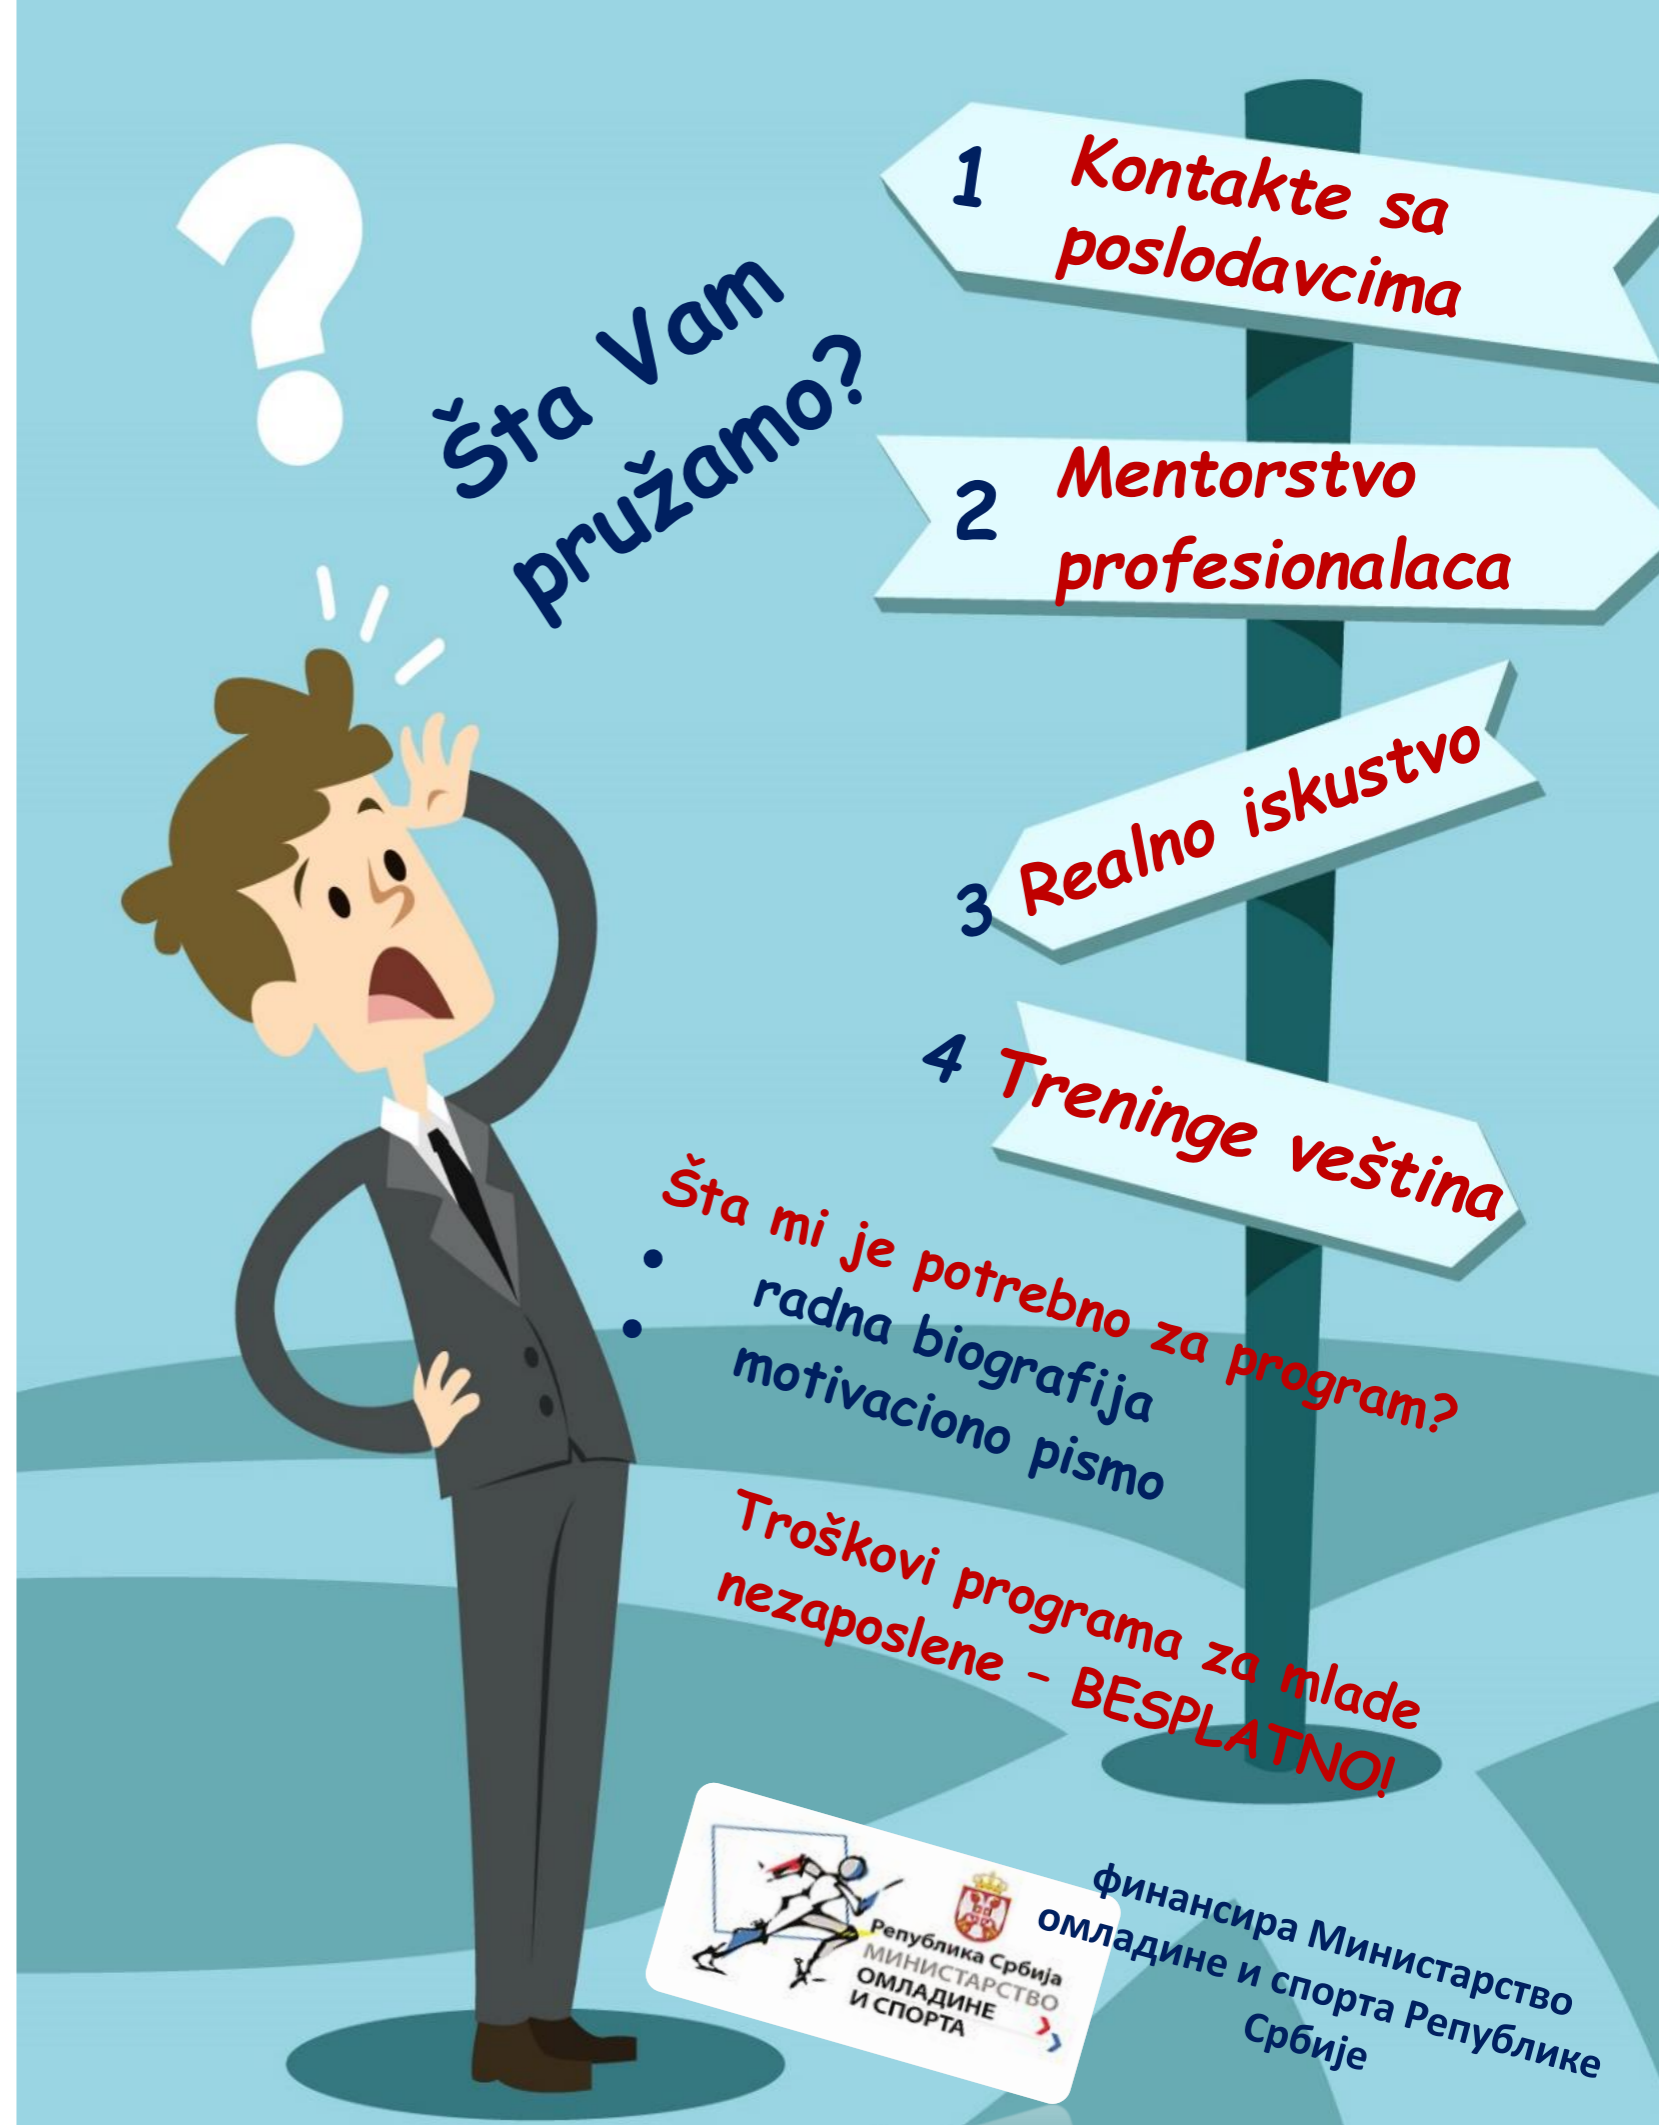 Šta Vam
pružamo?
1 Kontakte sa
poslodavcima
2 Mentorstvo
profesionalaca
3 Realno iskustvo
4 Treninge veština
Šta mi je potrebno za program?
• radna biografija
• motivaciono pismo
Troškovi programa za mlade
nezaposlene - BESPLATNO!
Република Србија
МИНИСТАРСТВО
ОМЛАДИНЕ
И СПОРТА
финансира Министарство
омладине и спорта Републике
Србије